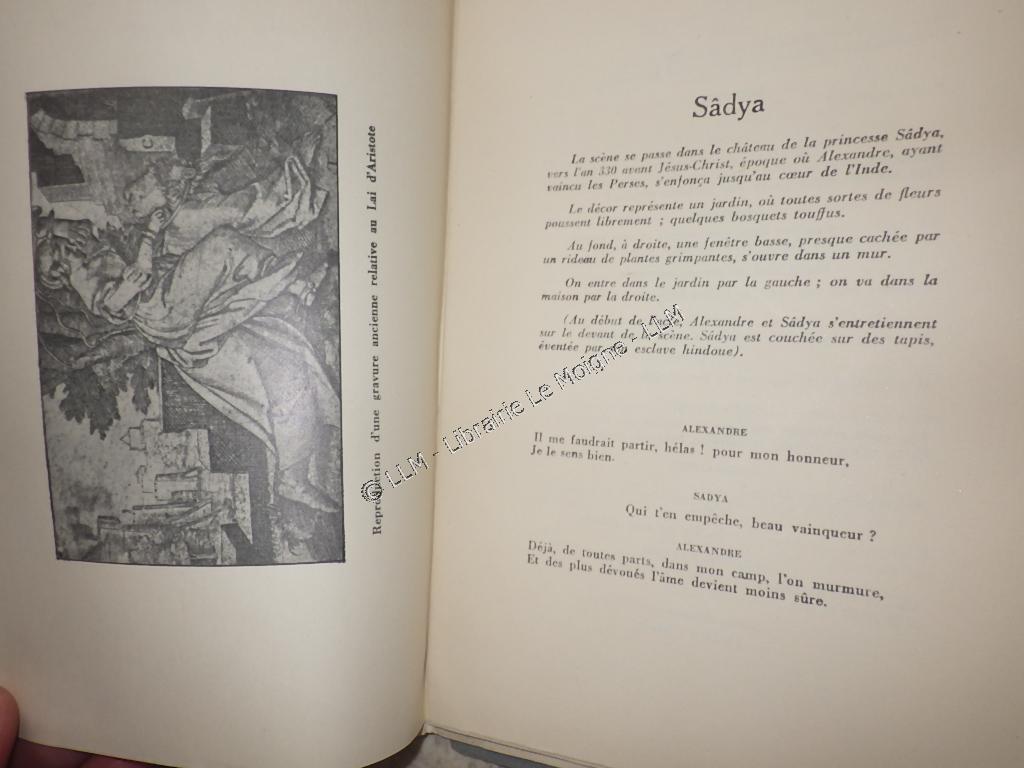 Reproduction d'une gravure ancienne relative au Lai d'Aristote
Sâdya
La scène se passe dans le château de la princesse Sâdya,
vers l'an 330 avant Jésus-Christ, époque où Alexandre, ayant
vaincu les Perses, s'enfonça jusqu'au cœur de l'Inde.
Le décor représente un jardin, où toutes sortes de fleurs
poussent librement ; quelques bosquets touffus.
Au fond, à droite, une fenêtre basse, presque cachée par
un rideau de plantes grimpantes, s'ouvre dans un mur.
On entre dans le jardin par la gauche ; on va dans la
maison par la droite.
(Au début de l'acte, Alexandre et Sâdya s'entretiennent
sur le devant de la scène. Sâdya est couchée sur des tapis,
éventée par une esclave hindoue).
ALEXANDRE
Il me faudrait partir, hélas ! pour mon honneur,
Je le sens bien.
SADYA
Qui t'en empêche, beau vainqueur ?
ALEXANDRE
Déjà, de toutes parts, dans mon camp, l'on murmure,
Et des plus dévoués l'âme devient moins sûre.
© LLM - Librairie Le Moigne - LLM